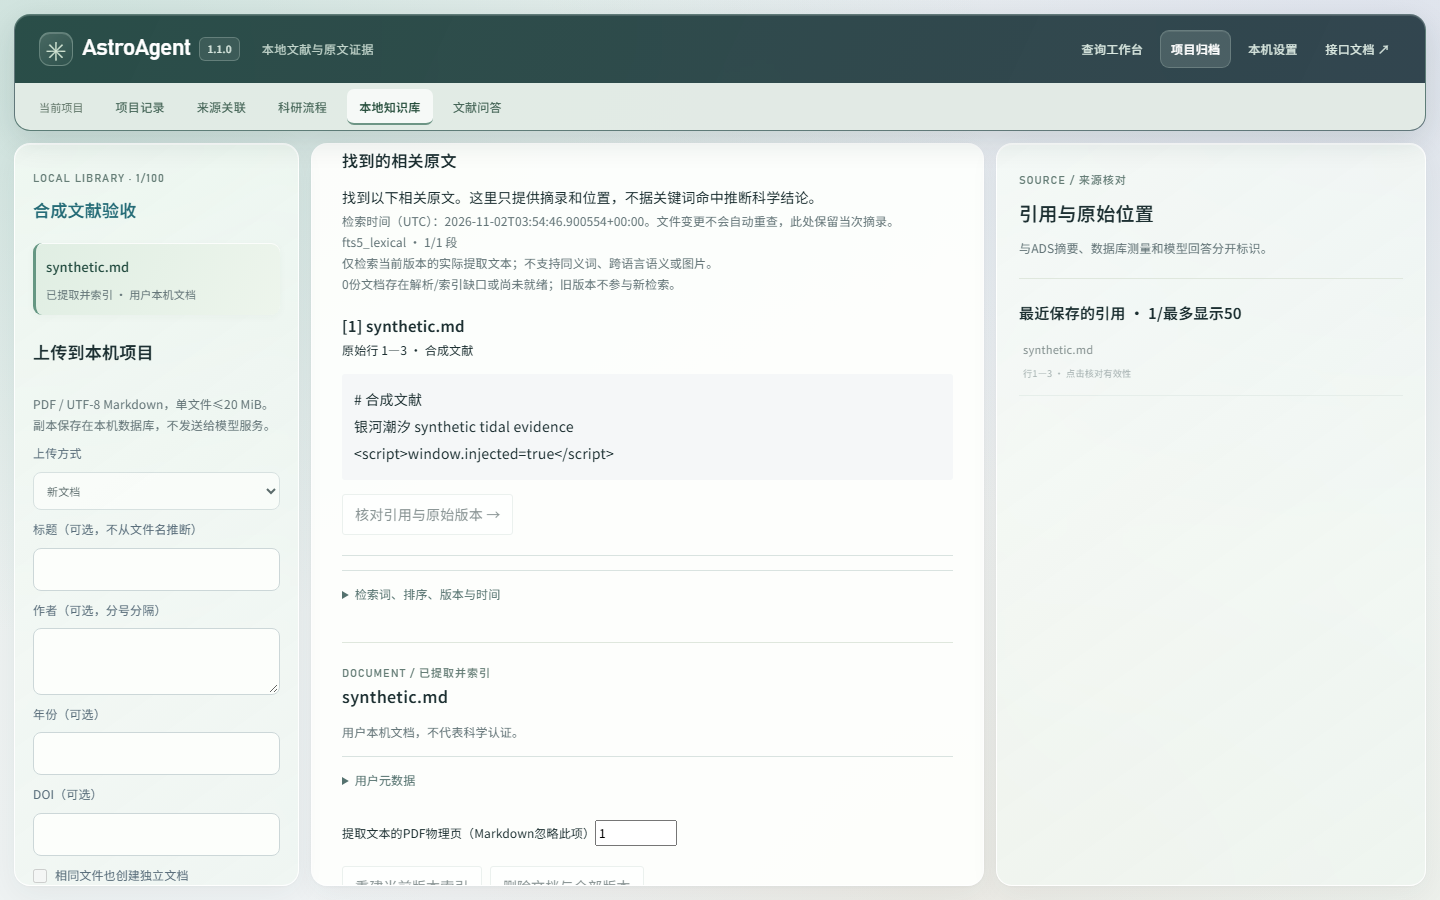 AstroAgent 1.1.0 本地文献与原文证据 查询工作台 项目归档 本机设置 接口文档 ↗
当前项目 项目记录 来源关联 科研流程 本地知识库 文献问答
LOCAL LIBRARY · 1/100
合成文献验收
synthetic.md
已提取并索引 · 用户本机文档
上传到本机项目
PDF / UTF-8 Markdown，单文件≤20 MiB。
副本保存在本机数据库，不发送给模型服务。
上传方式
新文档
标题（可选，不从文件名推断）
作者（可选，分号分隔）
年份（可选）
DOI（可选）
相同文件也创建独立文档
找到的相关原文
找到以下相关原文。这里只提供摘录和位置，不据关键词命中推断科学结论。
检索时间（UTC）：2026-11-02T03:54:46.900554+00:00。文件变更不会自动重查，此处保留当次摘录。
fts5_lexical · 1/1 段
仅检索当前版本的实际提取文本；不支持同义词、跨语言语义或图片。
0份文档存在解析/索引缺口或尚未就绪；旧版本不参与新检索。
[1] synthetic.md
原始行 1—3 · 合成文献
# 合成文献
银河潮汐 synthetic tidal evidence
<script>window.injected=true</script>
核对引用与原始版本 →
检索词、排序、版本与时间
DOCUMENT / 已提取并索引
synthetic.md
用户本机文档，不代表科学认证。
用户元数据
提取文本的PDF物理页（Markdown忽略此项） 1
重建当前版本索引 删除文档与全部版本
SOURCE / 来源核对
引用与原始位置
与ADS摘要、数据库测量和模型回答分开标识。
最近保存的引用 · 1/最多显示50
synthetic.md
行1—3 · 点击核对有效性